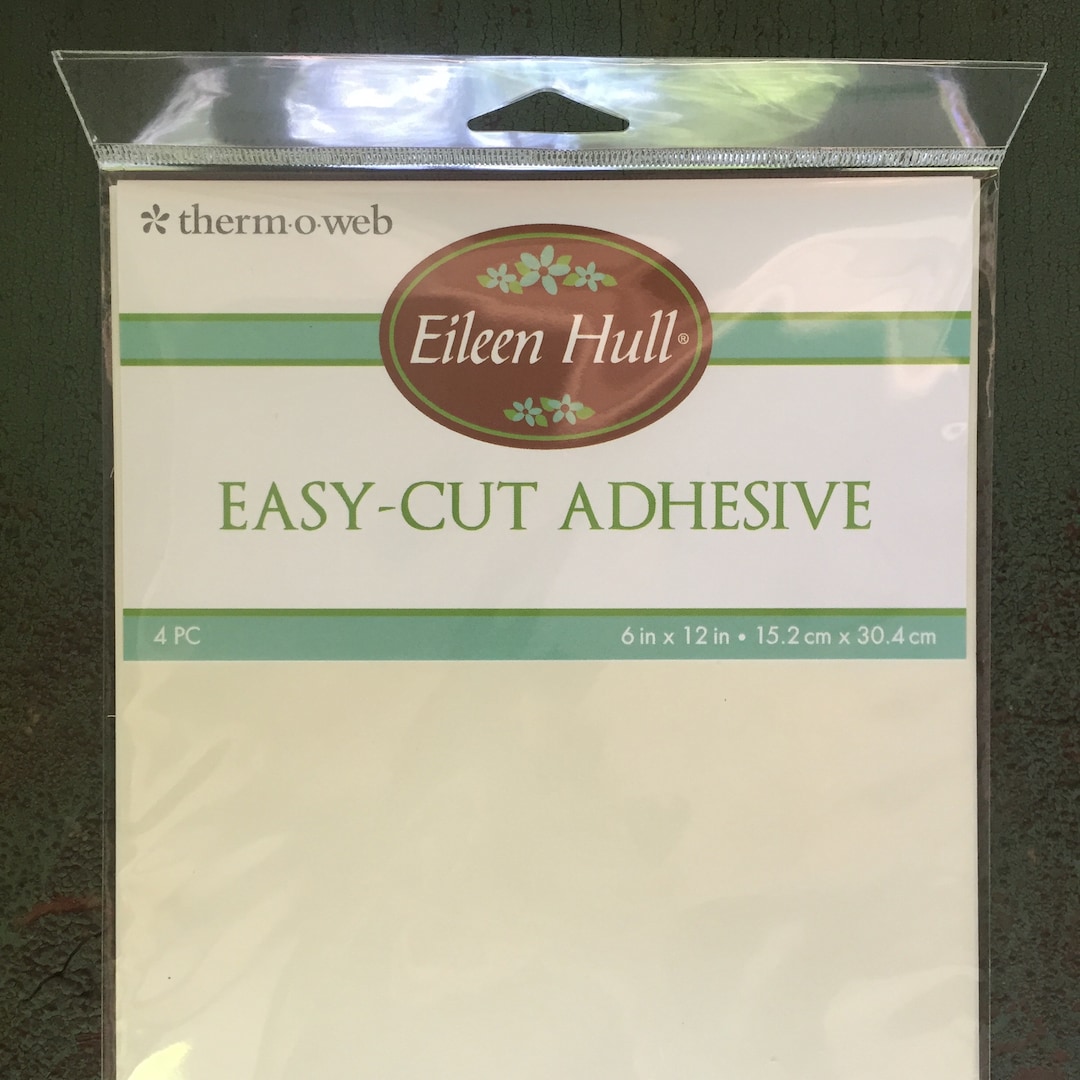 therm·o·web
Eileen Hull®
EASY-CUT ADHESIVE
4 PC
6 in x 12 in • 15.2 cm x 30.4 cm